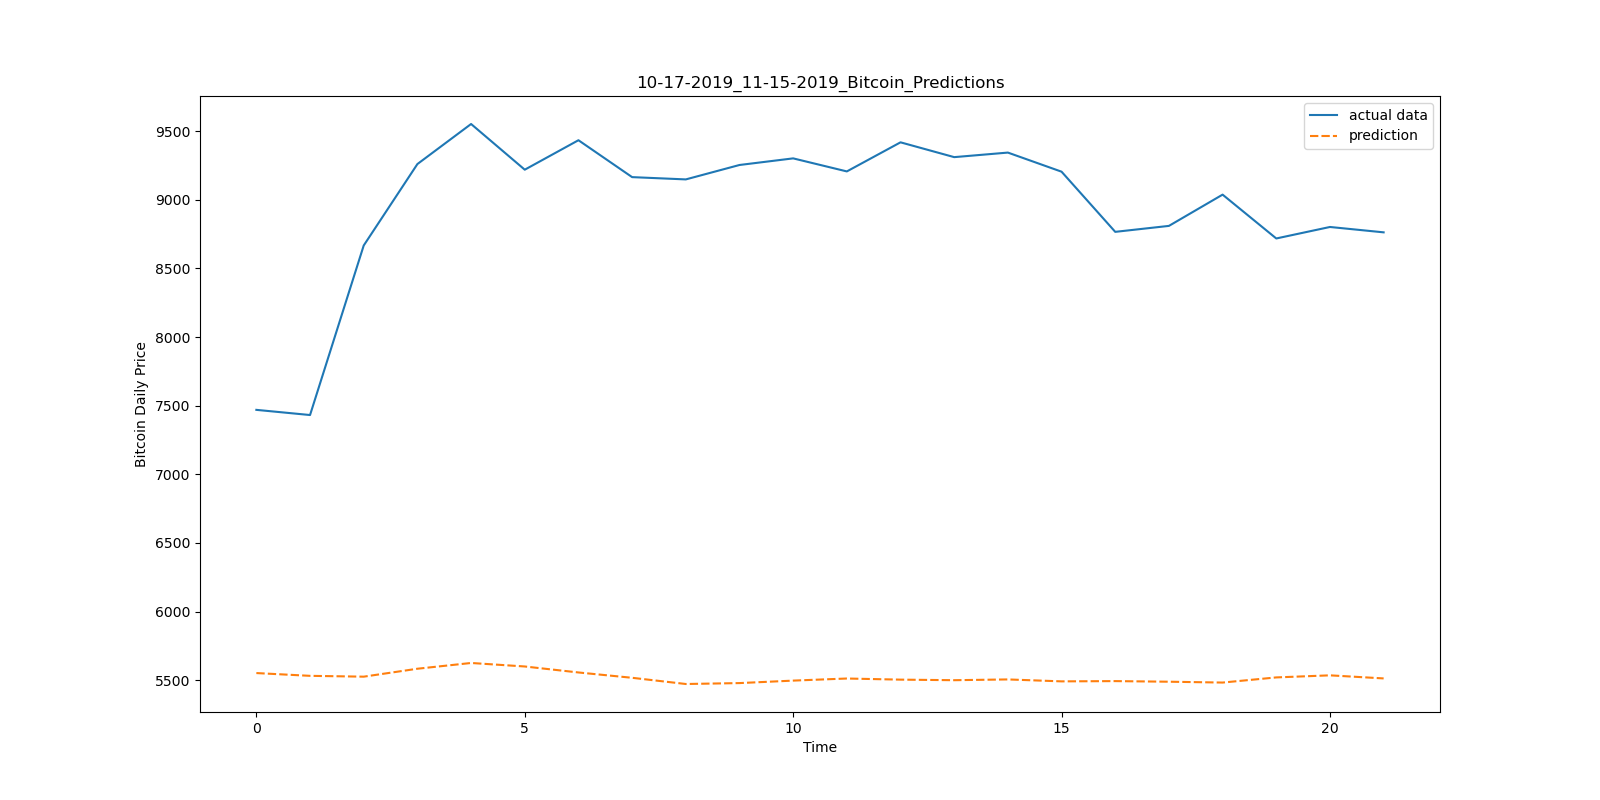 10-17-2019_11-15-2019_Bitcoin_Predictions
actual data
prediction
9500
9000
8500
8000
7500
7000
6500
6000
5500
Bitcoin Daily Price
0 5 10 15 20
Time